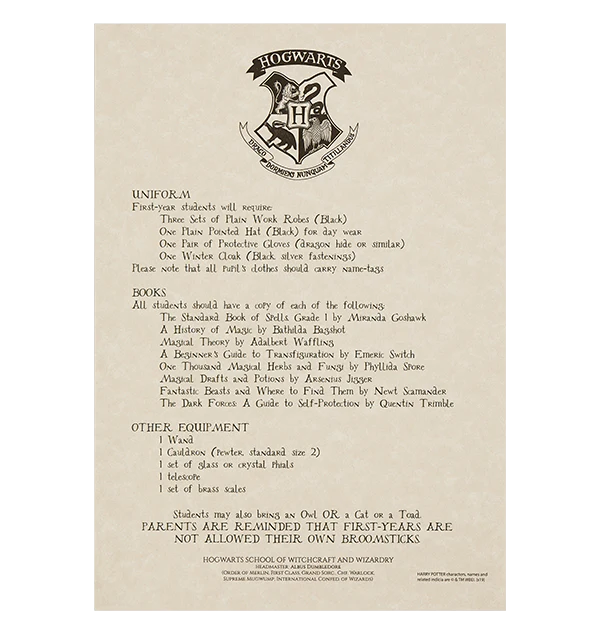 HOGWARTS
H
DRACO DORMIENS NUNQUAM TITILLANDUS
UNIFORM
First-year students will require:
Three Sets of Plain Work Robes (Black)
One Plain Pointed Hat (Black) for day wear
One Pair of Protective Gloves (dragon hide or similar)
One Winter Cloak (Black, silver fastenings)
Please note that all pupil's clothes should carry name-tags
BOOKS
All students should have a copy of each of the following:
The Standard Book of Spells, Grade 1 by Miranda Goshawk
A History of Magic by Bathilda Bagshot
Magical Theory by Adalbert Waffling
A Beginner's Guide to Transfiguration by Emeric Switch
One Thousand Magical Herbs and Fungi by Phyllida Spore
Magical Drafts and Potions by Arsenius Jigger
Fantastic Beasts and Where to Find Them by Newt Scamander
The Dark Forces: A Guide to Self-Protection by Quentin Trimble
OTHER EQUIPMENT
1 Wand
1 Cauldron (pewter, standard size 2)
1 set of glass or crystal phials
1 telescope
1 set of brass scales
Students may also bring an Owl OR a Cat or a Toad.
PARENTS ARE REMINDED THAT FIRST-YEARS ARE
NOT ALLOWED THEIR OWN BROOMSTICKS
HOGWARTS SCHOOL OF WITCHCRAFT AND WIZARDRY
HEADMASTER: ALBUS DUMBLEDORE
(ORDER OF MERLIN, FIRST CLASS, GRAND SORC., CHF. WARLOCK,
SUPREME MUGWUMP, INTERNATIONAL CONFED. OF WIZARDS)
HARRY POTTER characters, names and
related indicia are © & TM WBEI. (s19)